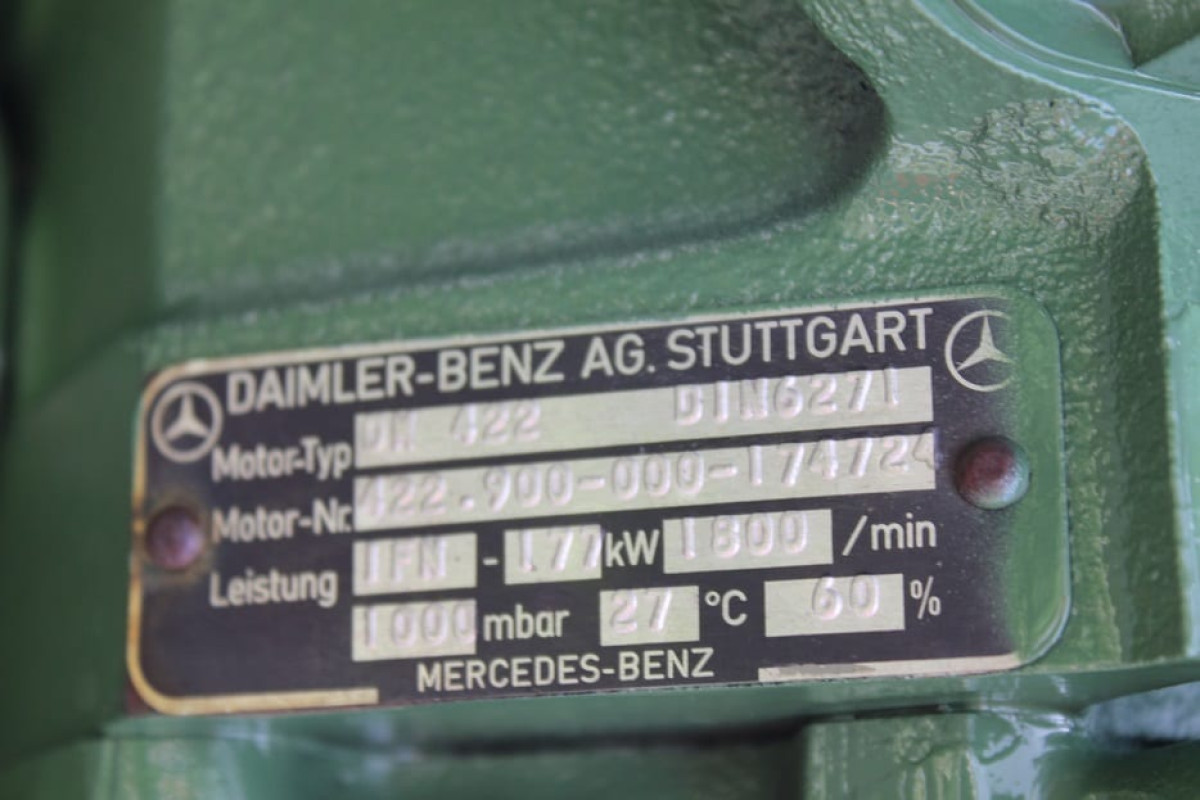 DAIMLER-BENZ AG. STUTTGART
Motor-Typ OM 422 DIN6271
Motor-Nr. 422.900-000-174724
Leistung IFN - 177 kW 1800 /min
1000 mbar 27 °C 60 %
MERCEDES-BENZ